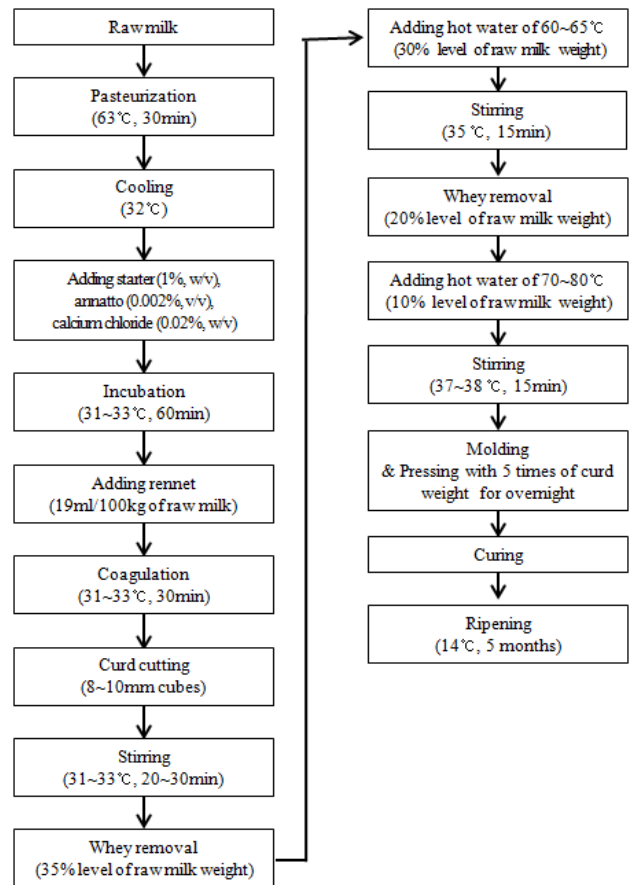 Raw milk
Pasteurization
(63℃, 30min)
Cooling
(32℃)
Adding starter (1%, w/v),
annatto (0.002%, v/v),
calcium chloride (0.02%, w/v)
Incubation
(31~33℃, 60min)
Adding rennet
(19ml/100kg of raw milk)
Coagulation
(31~33℃, 30min)
Curd cutting
(8~10mm cubes)
Stirring
(31~33℃, 20~30min)
Whey removal
(35% level of raw milk weight)
Adding hot water of 60~65℃
(30% level of raw milk weight)
Stirring
(35 ℃, 15min)
Whey removal
(20% level of raw milk weight)
Adding hot water of 70~80℃
(10% level of raw milk weight)
Stirring
(37~38 ℃, 15min)
Molding
& Pressing with 5 times of curd
weight for overnight
Curing
Ripening
(14℃, 5 months)